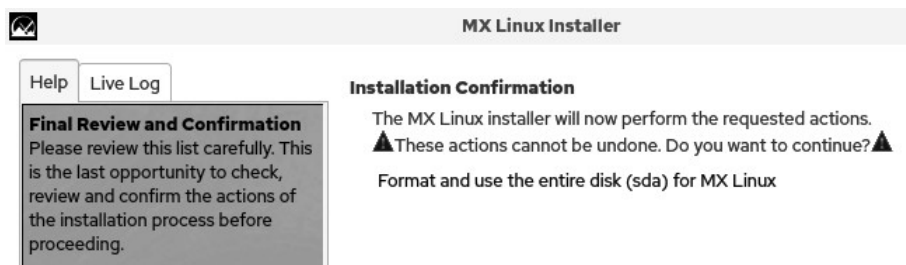 MX Linux Installer
Help
Live Log
Final Review and Confirmation
Please review this list carefully. This
is the last opportunity to check,
review and confirm the actions of
the installation process before
proceeding.
Installation Confirmation
The MX Linux installer will now perform the requested actions.
⚠These actions cannot be undone. Do you want to continue?⚠
Format and use the entire disk (sda) for MX Linux